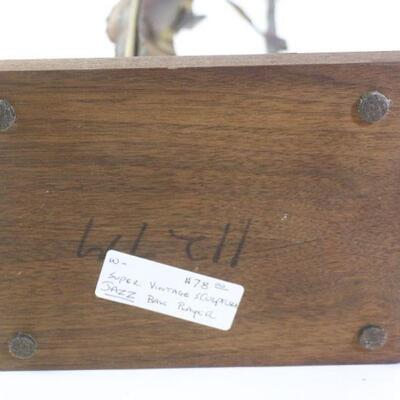 W-
$78.00
SUPER VINTAGE SCULPTURE
JAZZ BASS PLAYER